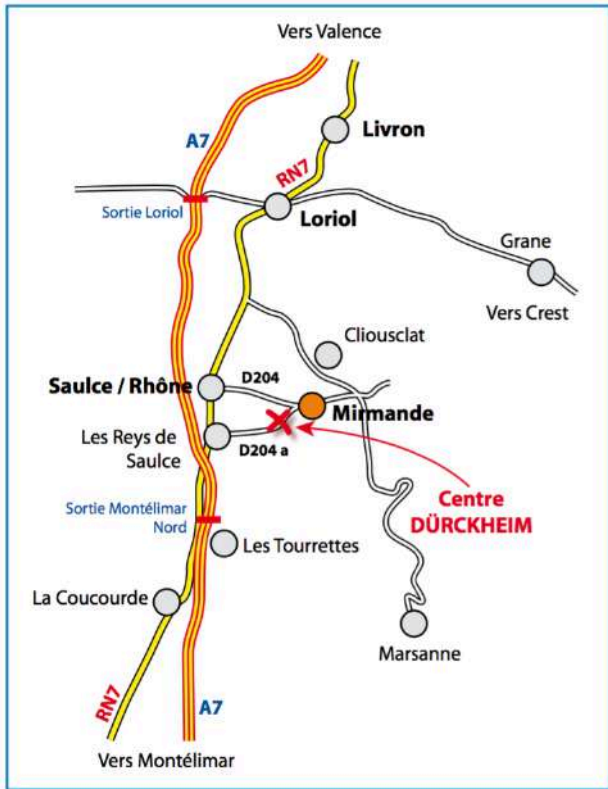 Vers Valence
A7
Livron
RN7
Sortie Loriol
Loriol
Grane
Vers Crest
Cliousclat
D204
Saulce / Rhône
Mirmande
Les Reys de
Saulce
D204 a
Centre
DÜRCKHEIM
Sortie Montélimar
Nord
Les Tourrettes
La Coucourde
Marsanne
RN7
A7
Vers Montélimar